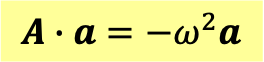 𝑨 ∙ 𝒂 = −𝜔²𝒂